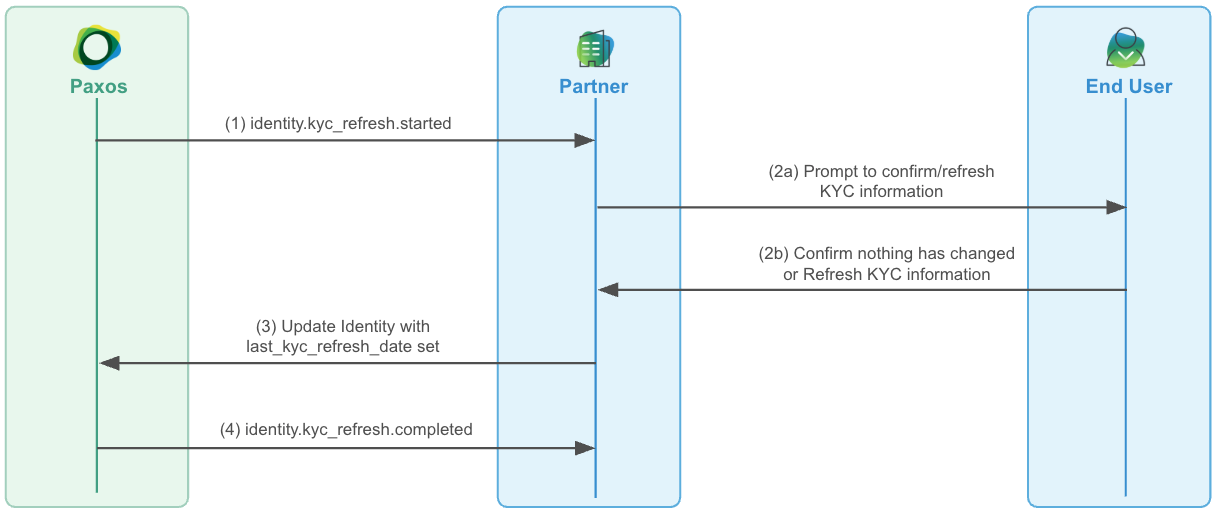 Paxos
Partner
End User
(1) identity.kyc_refresh.started
(2a) Prompt to confirm/refresh
KYC information
(2b) Confirm nothing has changed
or Refresh KYC information
(3) Update Identity with
last_kyc_refresh_date set
(4) identity.kyc_refresh.completed